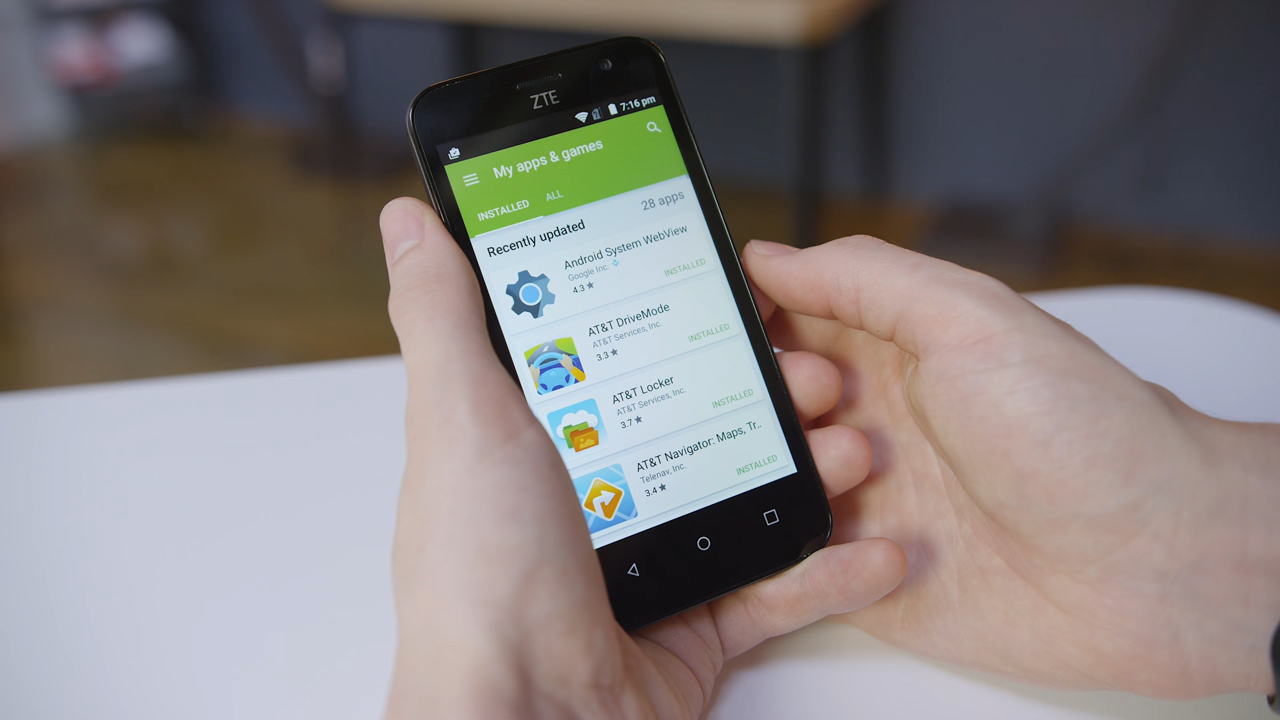 ZTE
7:16 pm
My apps & games
INSTALLED ALL
Recently updated 28 apps
Android System WebView
Google Inc.
4.3 INSTALLED
AT&T DriveMode
AT&T Services, Inc.
3.3 INSTALLED
AT&T Locker
AT&T Services, Inc.
3.7 INSTALLED
AT&T Navigator: Maps, Tr..
Telenav, Inc.
3.4 INSTALLED